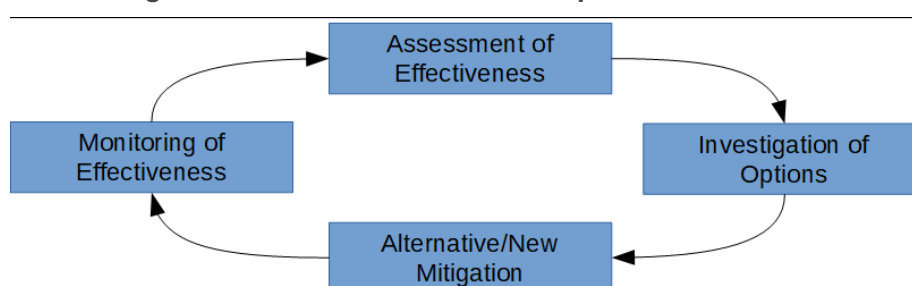 Assessment of
Effectiveness
Monitoring of
Effectiveness
Investigation of
Options
Alternative/New
Mitigation